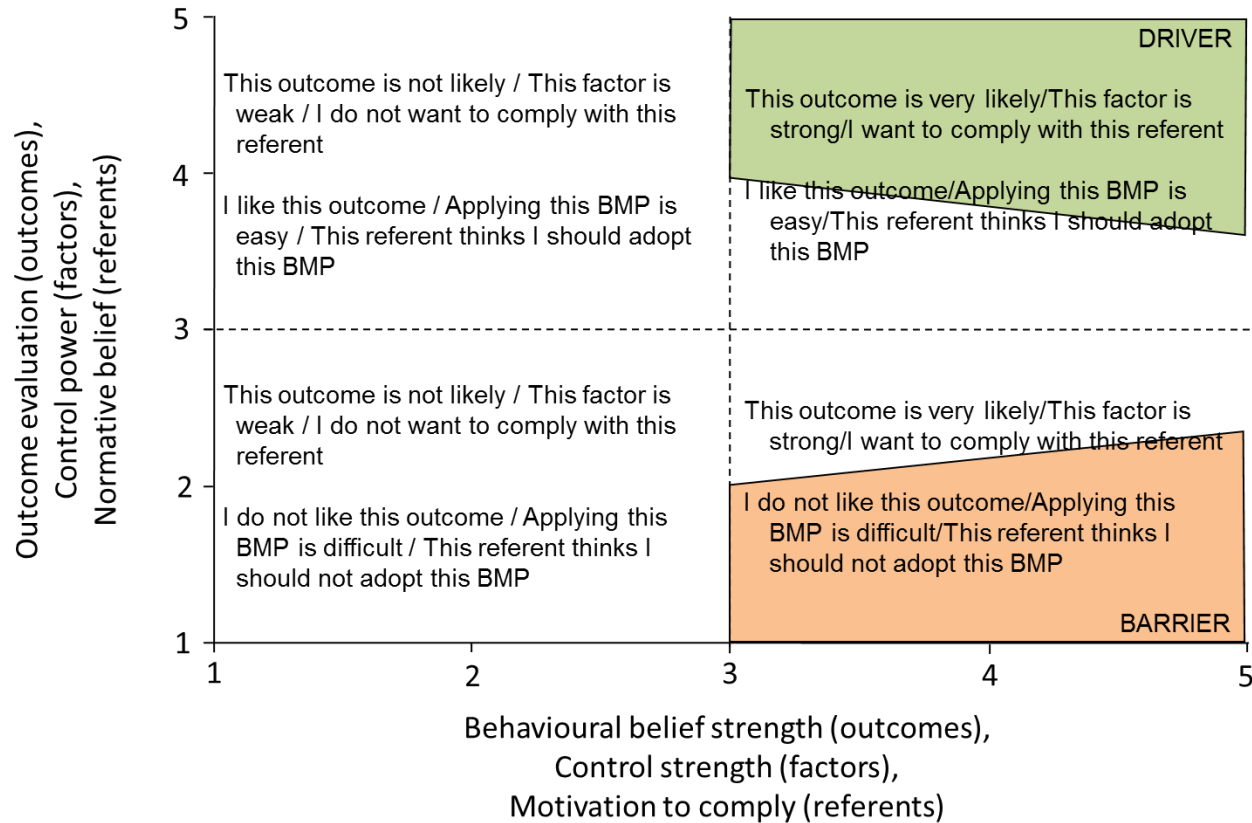 Outcome evaluation (outcomes),
Control power (factors),
Normative belief (referents)
5
4
3
2
1
This outcome is not likely / This factor is
weak / I do not want to comply with this
referent
I like this outcome / Applying this BMP is
easy / This referent thinks I should adopt
this BMP
DRIVER
This outcome is very likely/This factor is
strong/I want to comply with this referent
I like this outcome/Applying this BMP is
easy/This referent thinks I should adopt
this BMP
This outcome is not likely / This factor is
weak / I do not want to comply with this
referent
I do not like this outcome / Applying this
BMP is difficult / This referent thinks I
should not adopt this BMP
This outcome is very likely/This factor is
strong/I want to comply with this referent
I do not like this outcome/Applying this
BMP is difficult/This referent thinks I
should not adopt this BMP
BARRIER
1
2
3
4
5
Behavioural belief strength (outcomes),
Control strength (factors),
Motivation to comply (referents)